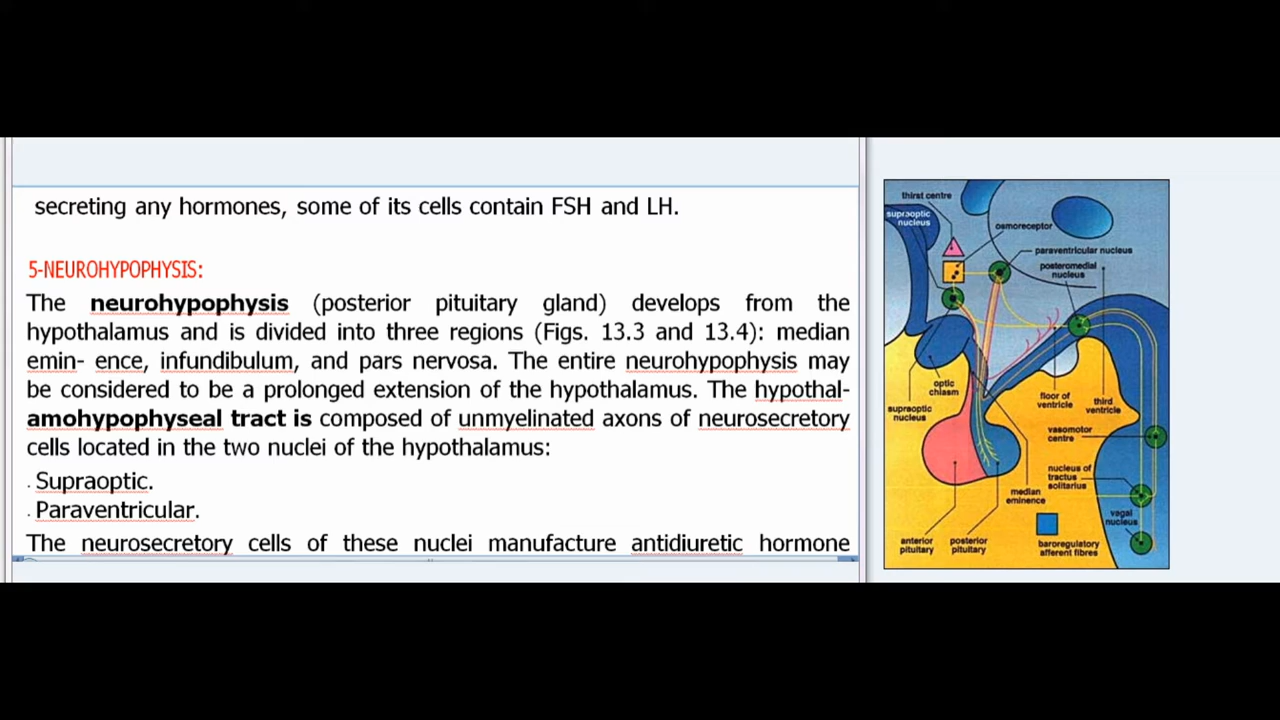 secreting any hormones, some of its cells contain FSH and LH.
5-NEUROHYPOPHYSIS:
The neurohypophysis (posterior pituitary gland) develops from the
hypothalamus and is divided into three regions (Figs. 13.3 and 13.4): median
emin- ence, infundibulum, and pars nervosa. The entire neurohypophysis may
be considered to be a prolonged extension of the hypothalamus. The hypothal-
amohypophyseal tract is composed of unmyelinated axons of neurosecretory
cells located in the two nuclei of the hypothalamus:
. Supraoptic.
. Paraventricular.
The neurosecretory cells of these nuclei manufacture antidiuretic hormone
thirst centre
supraoptic
nucleus
osmoreceptor
paraventricular nucleus
posteromedial
nucleus
optic
chiasm
supraoptic
nucleus
floor of
ventricle
third
ventricle
vasomotor
centre
nucleus of
tractus
solitarius
median
eminence
vagal
nucleus
anterior
pituitary
posterior
pituitary
baroregulatory
afferent fibres